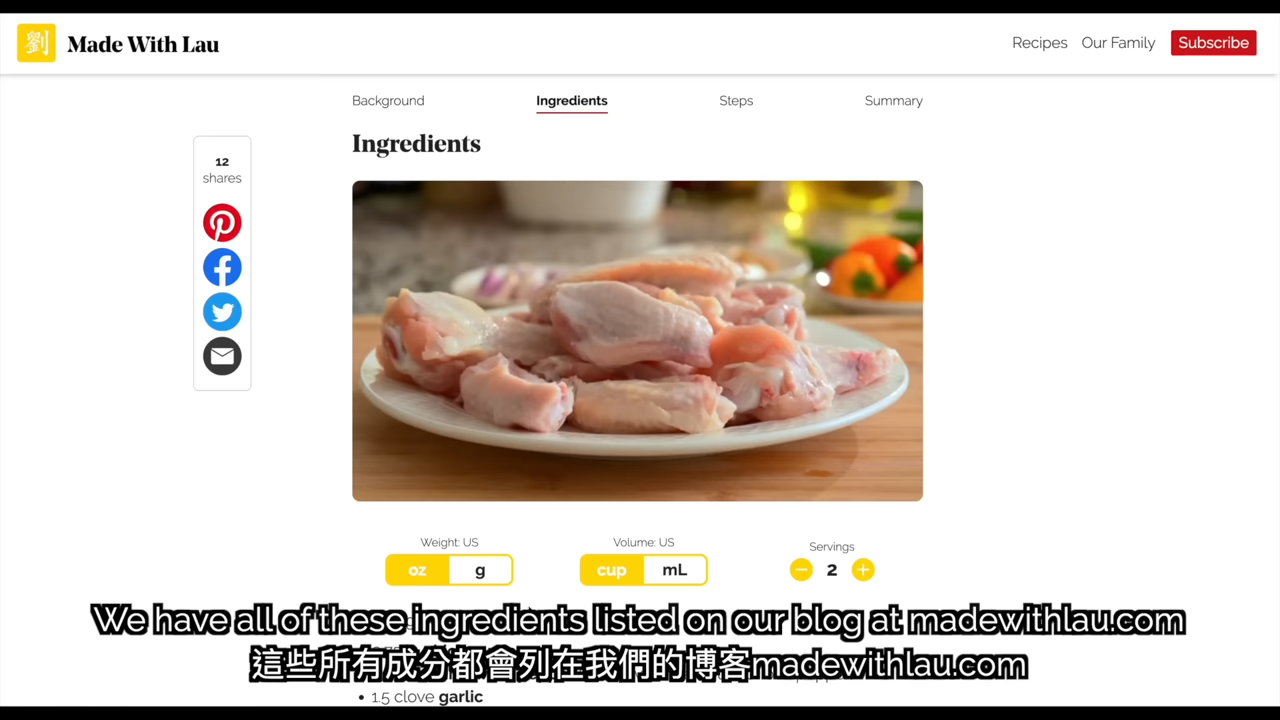 劉 Made With Lau
Recipes Our Family Subscribe
Background Ingredients Steps Summary
Ingredients
12
shares
Weight: US Volume: US Servings
oz g cup mL 2
We have all of these ingredients listed on our blog at madewithlau.com
這些所有成分都會列在我們的博客madewithlau.com
• 1.5 clove garlic